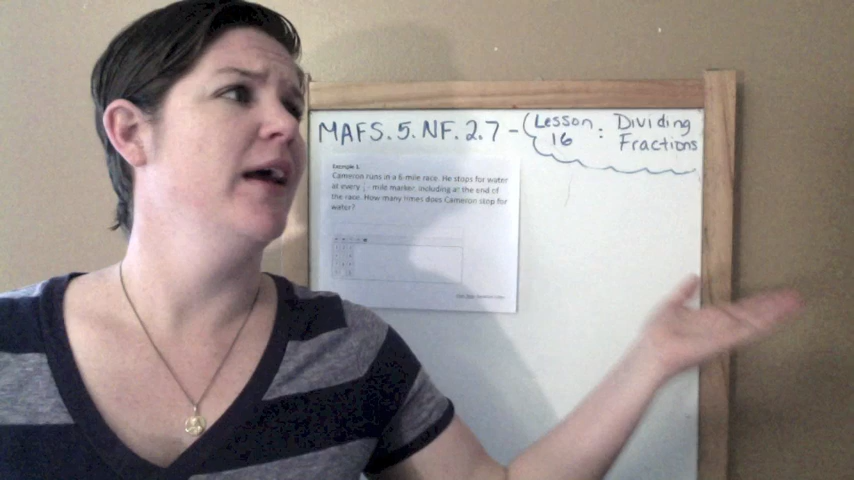 MAFS.5.NF.2.7 - Lesson 16 : Dividing Fractions
Example 1
Cameron runs in a 6-mile race. He stops for water
at every - mile marker, including at the end of
the race. How many times does Cameron stop for
water?